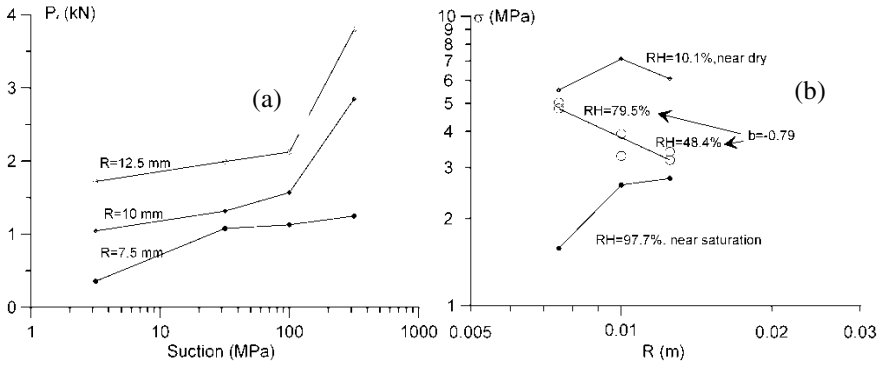 P. (kN)
4
3
2
1
0
1
10
100
1000
Suction (MPa)
(a)
R=12.5 mm
R=10 mm
R=7.5 mm
σ (MPa)
10
9
8
7
6
5
4
3
2
1
0.005
0.01
0.02
0.03
R (m)
(b)
RH=10.1%,near dry
RH=79.5%
b=-0.79
RH=48.4%
RH=97.7%. near saturation